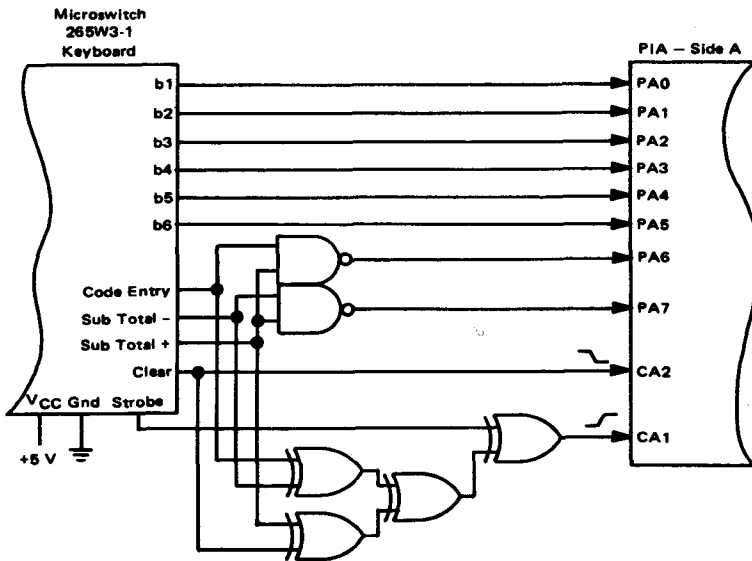 Microswitch
265W3-1
Keyboard
PIA – Side A
b1
PA0
b2
PA1
b3
PA2
b4
PA3
b5
PA4
b6
PA5
PA6
Code Entry
Sub Total –
PA7
Sub Total +
Clear
CA2
VCC Gnd Strobe
CA1
+5 V